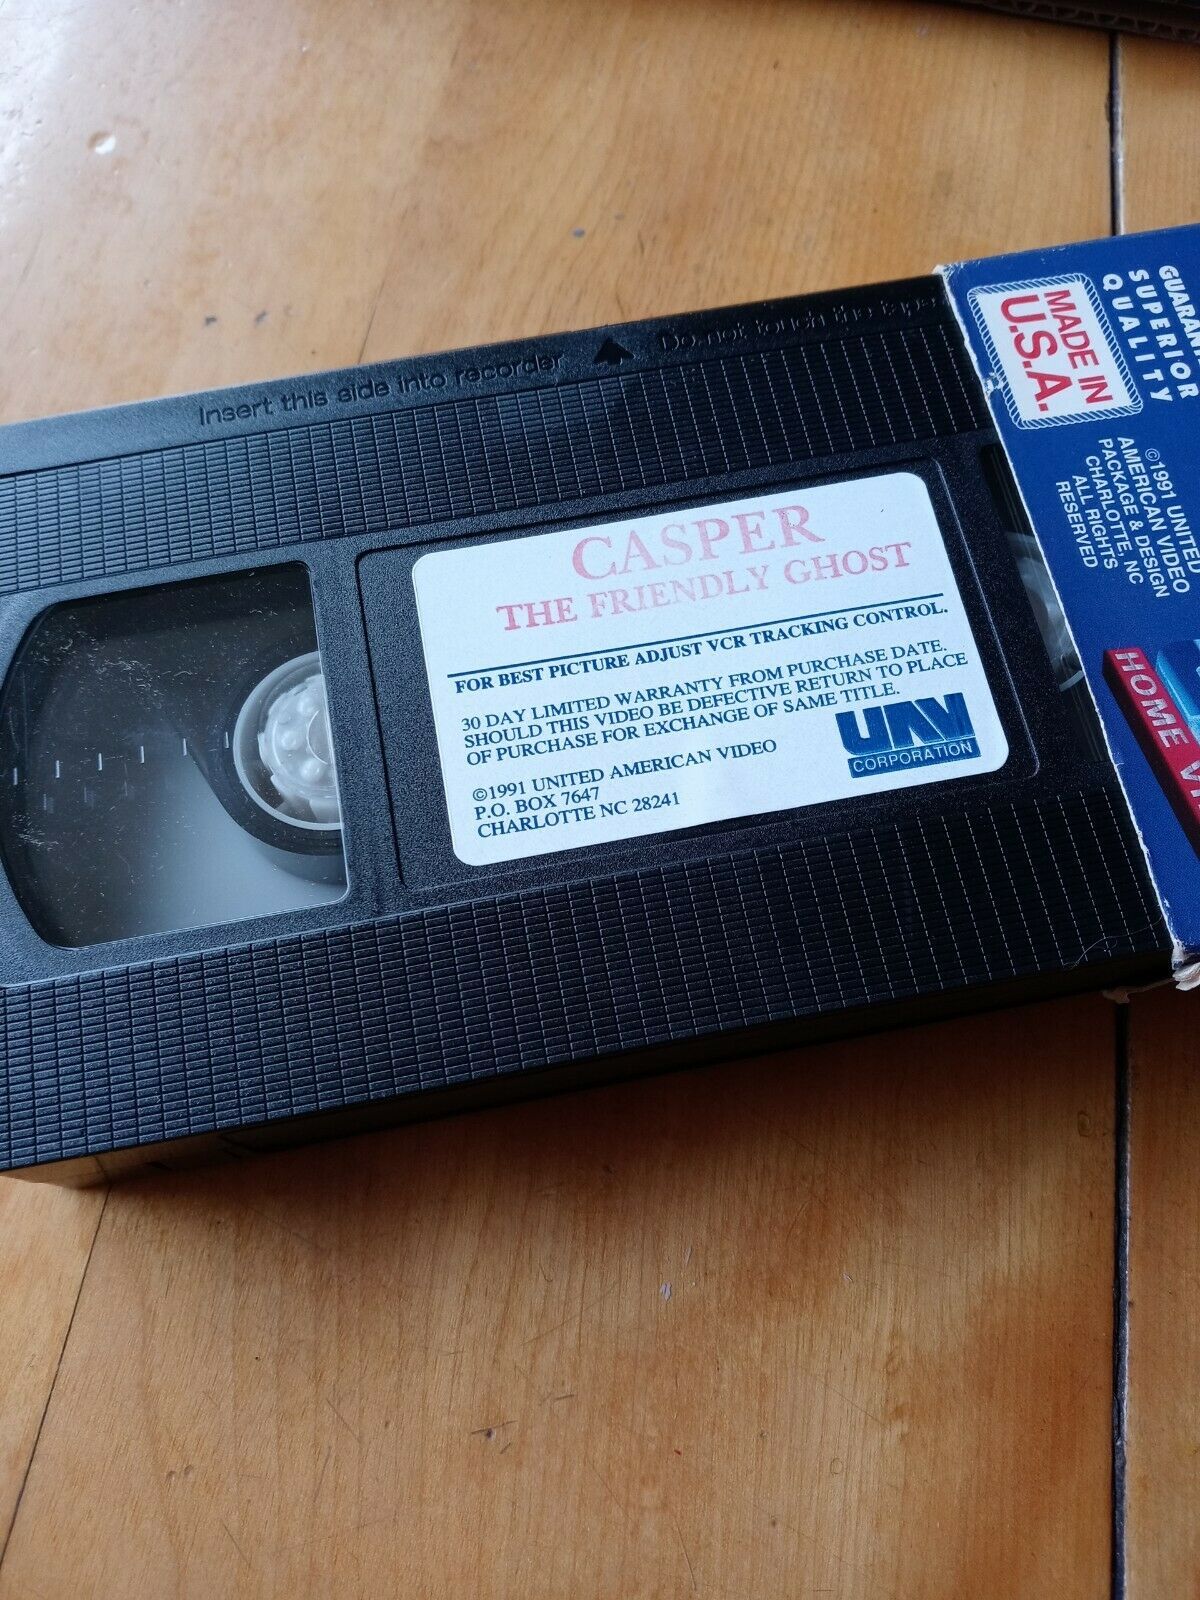 Insert this side into recorder
Do not touch the tape
CASPER
THE FRIENDLY GHOST
FOR BEST PICTURE ADJUST VCR TRACKING CONTROL.
30 DAY LIMITED WARRANTY FROM PURCHASE DATE.
SHOULD THIS VIDEO BE DEFECTIVE RETURN TO PLACE
OF PURCHASE FOR EXCHANGE OF SAME TITLE.
©1991 UNITED AMERICAN VIDEO
P.O. BOX 7647
CHARLOTTE NC 28241
UAV
CORPORATION
MADE IN
U.S.A.
SUPERIOR
QUALITY
©1991 UNITED
AMERICAN VIDEO
PACKAGE & DESIGN
CHARLOTTE, NC
ALL RIGHTS
RESERVED
HOME